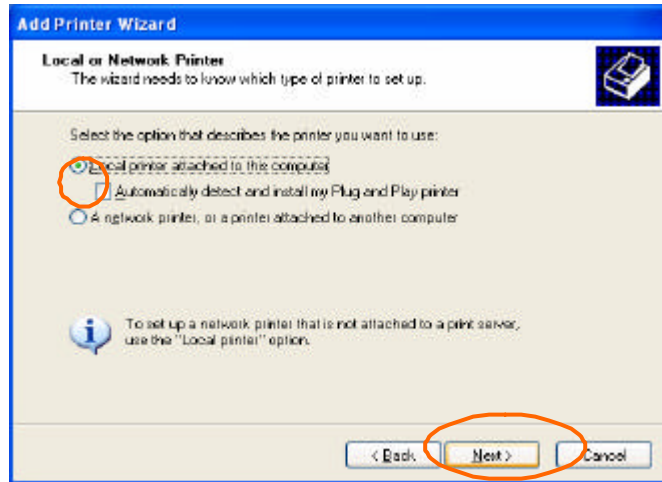 Add Printer Wizard
Local or Network Printer
The wizard needs to know which type of printer to set up.
Select the option that describes the printer you want to use:
Local printer attached to this computer
Automatically detect and install my Plug and Play printer
A network printer, or a printer attached to another computer
To set up a network printer that is not attached to a print server,
use the "Local printer" option.
< Back Next > Cancel